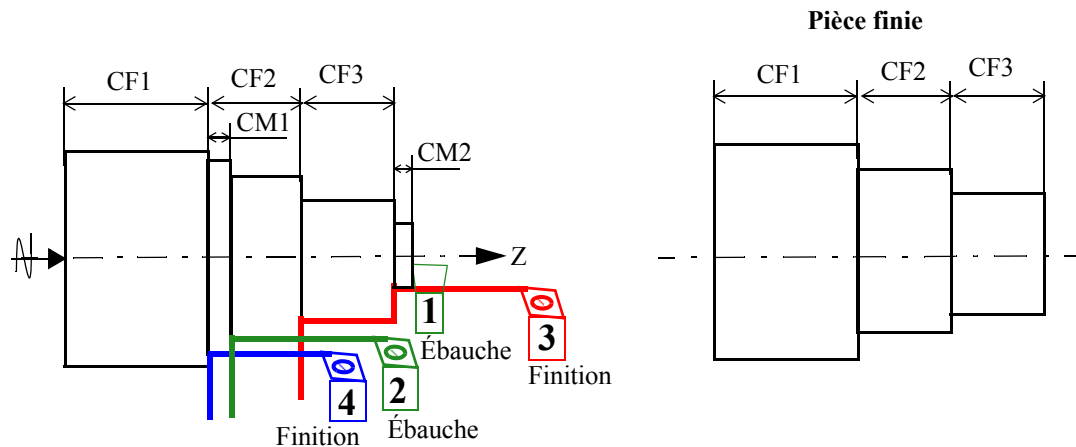 Pièce finie
CF1
CF2
CF3
CM1
CM2
Z
1
Ébauche
3
Finition
2
Ébauche
4
Finition
CF1
CF2
CF3